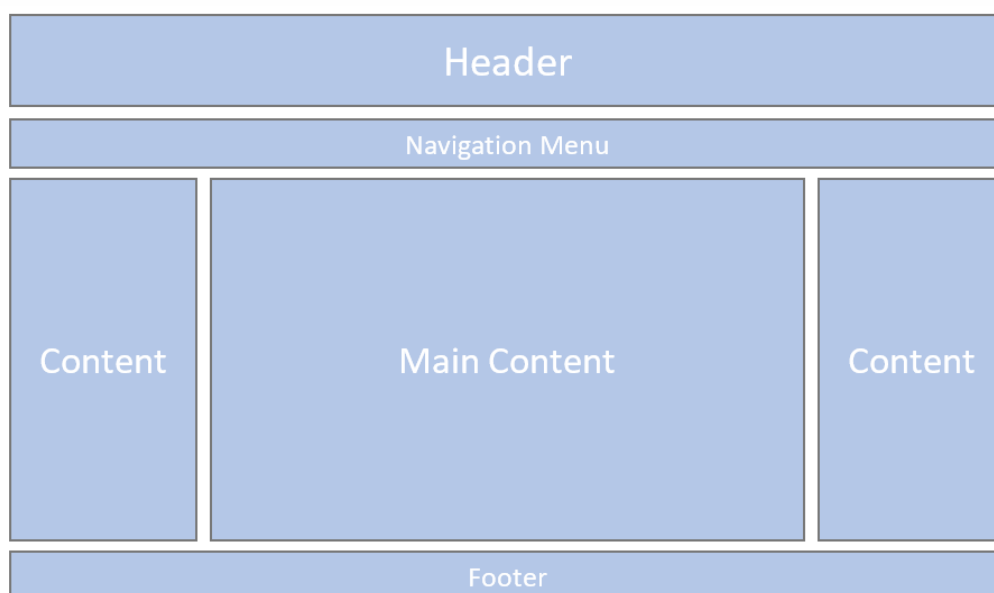 Header
Navigation Menu
Content
Main Content
Content
Footer